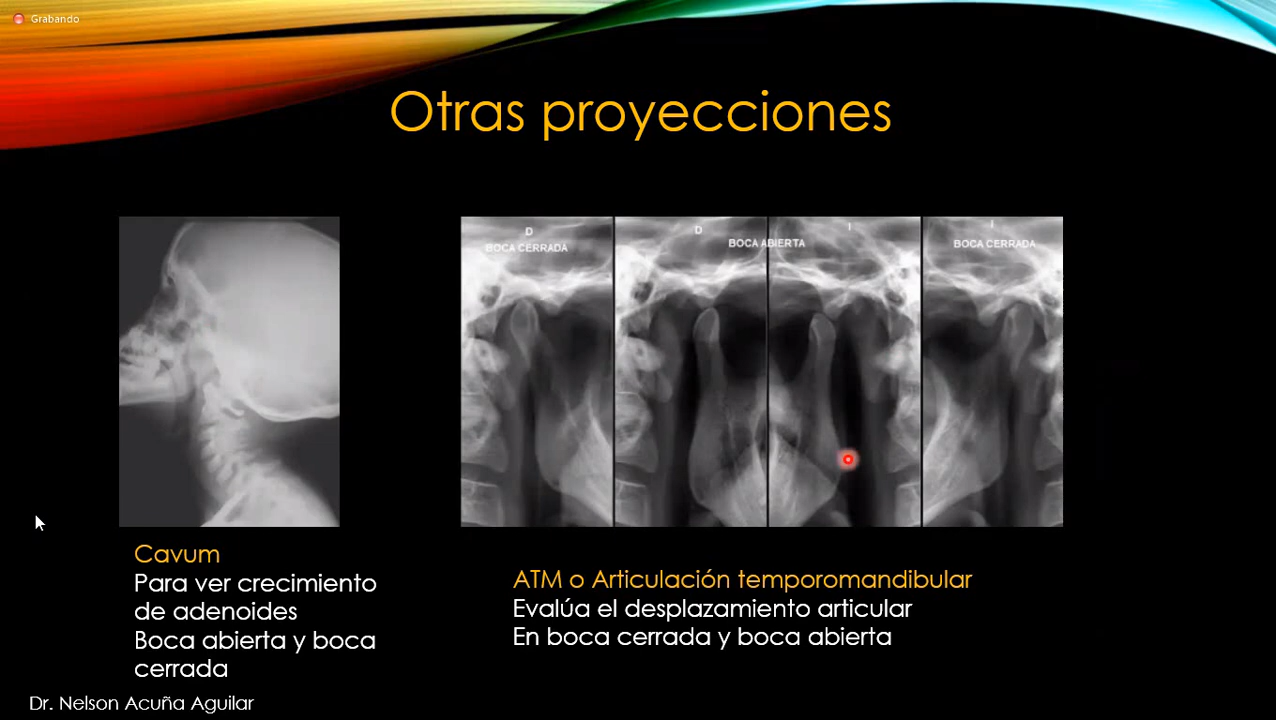 Grabando
Otras proyecciones
D
BOCA CERRADA
D
BOCA ABIERTA
I
I
BOCA CERRADA
Cavum
Para ver crecimiento
de adenoides
Boca abierta y boca
cerrada
ATM o Articulación temporomandibular
Evalúa el desplazamiento articular
En boca cerrada y boca abierta
Dr. Nelson Acuña Aguilar